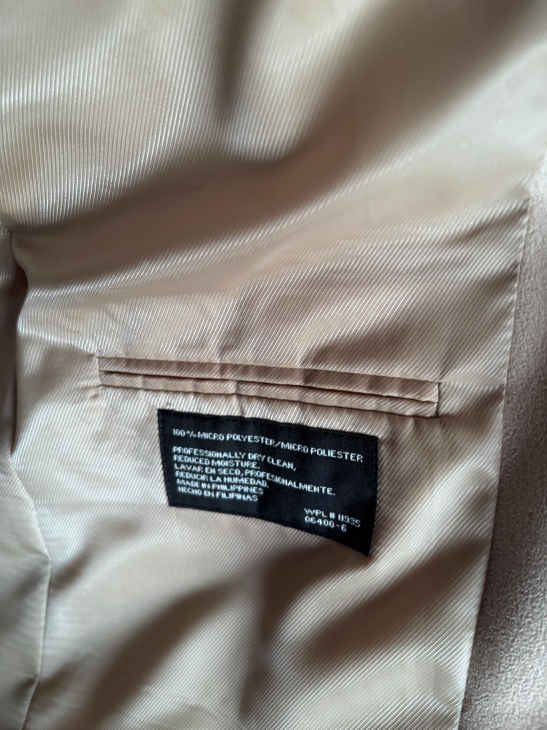 100% MICRO POLYESTER/MICRO POLIESTER
PROFESSIONALLY DRY CLEAN,
REDUCED MOISTURE.
LAVAR EN SECO, PROFESIONALMENTE.
REDUCIR LA HUMEDAD.
MADE IN PHILIPPINES
HECHO EN FILIPINAS
WPL # 11935
06400-6